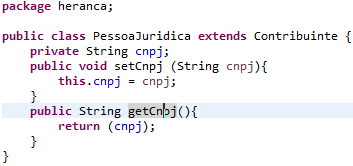 package heranca;
public class PessoaJuridica extends Contribuinte {
private String cnpj;
public void setCnpj (String cnpj){
this.cnpj = cnpj;
}
public String getCnpj(){
return (cnpj);
}
}